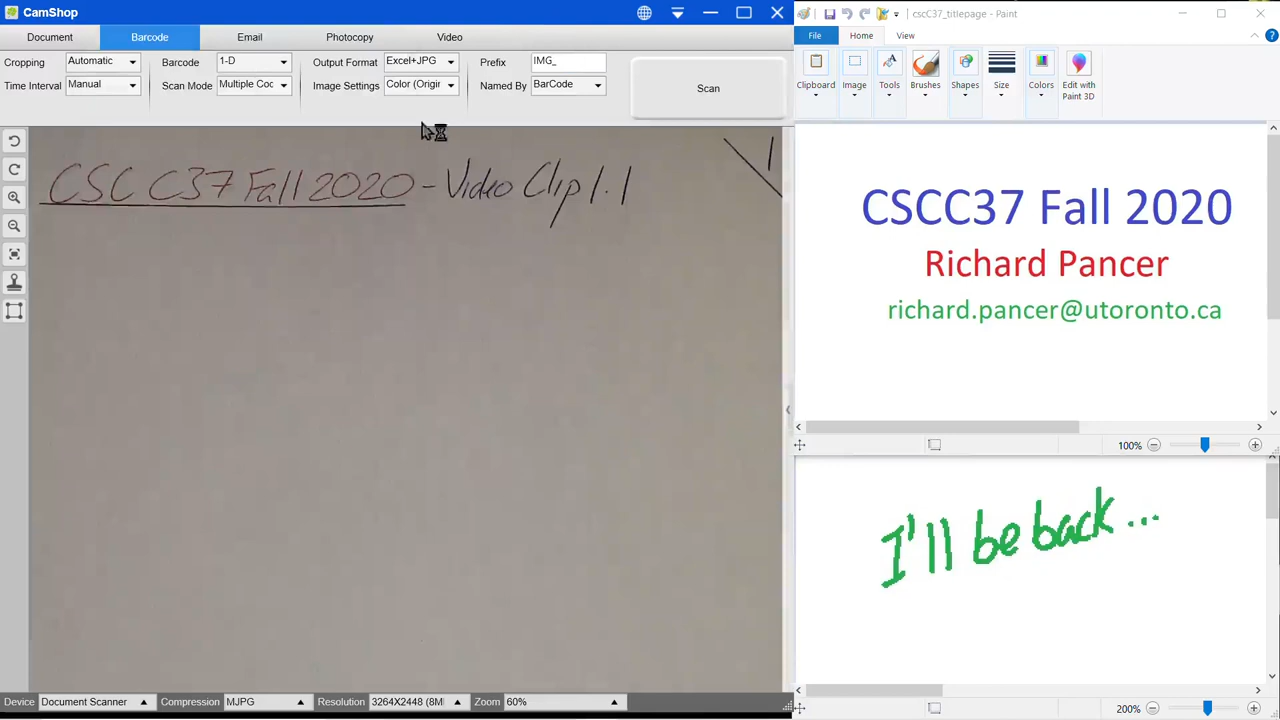 CamShop
Document Barcode Email Photocopy Video
Cropping Automatic Barcode 1-D Output Format Excel+JPG Prefix IMG_
Time Interval Manual Scan Mode Multiple Coc Image Settings Color (Origir Named By BarCode
Scan
CSC C37 Fall 2020 - Video Clip 1.1
Device Document Scanner Compression MJPG Resolution 3264X2448 (8M Zoom 60%
cscC37_titlepage - Paint
File Home View
Clipboard Image Tools Brushes Shapes Size Colors Edit with
Paint 3D
CSCC37 Fall 2020
Richard Pancer
richard.pancer@utoronto.ca
100%
I'll be back...
200%